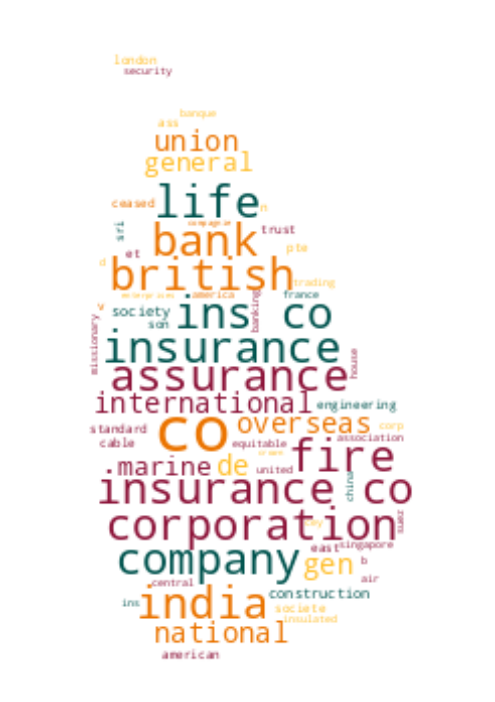 london
security
banque
ass
union
general
life
ceased
n
compagnie
sri
bank
trust
et
pte
d
british
trading
enterprises america france
v
society ins co
son
banking
missionary
insurance
house
assurance
international engineering
co overseas corp
standard
association
cable equitable
fire
marine de united
china
insurance co
corporation
suez
east singapore
company gen b
air
central
construction
ins india
societe
insulated
national
american